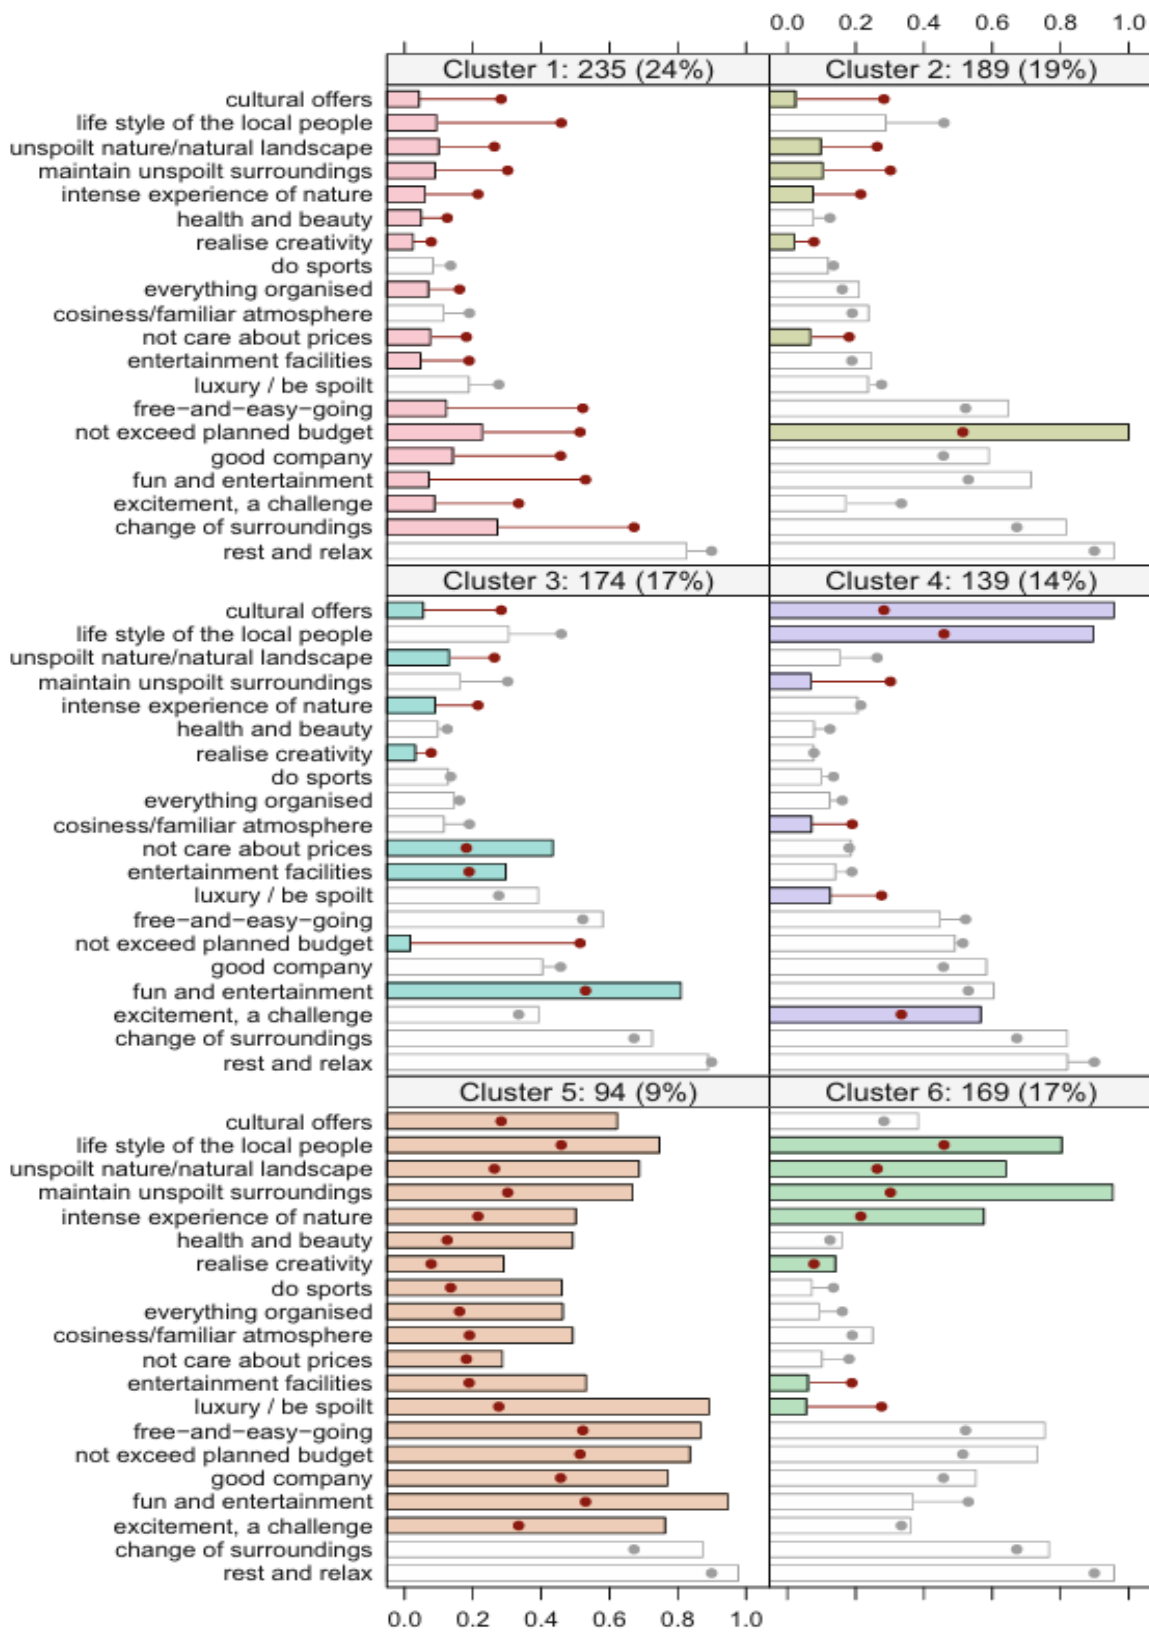 0.0 0.2 0.4 0.6 0.8 1.0
Cluster 1: 235 (24%) Cluster 2: 189 (19%)
cultural offers
life style of the local people
unspoilt nature/natural landscape
maintain unspoilt surroundings
intense experience of nature
health and beauty
realise creativity
do sports
everything organised
cosiness/familiar atmosphere
not care about prices
entertainment facilities
luxury / be spoilt
free−and−easy−going
not exceed planned budget
good company
fun and entertainment
excitement, a challenge
change of surroundings
rest and relax
Cluster 3: 174 (17%) Cluster 4: 139 (14%)
cultural offers
life style of the local people
unspoilt nature/natural landscape
maintain unspoilt surroundings
intense experience of nature
health and beauty
realise creativity
do sports
everything organised
cosiness/familiar atmosphere
not care about prices
entertainment facilities
luxury / be spoilt
free−and−easy−going
not exceed planned budget
good company
fun and entertainment
excitement, a challenge
change of surroundings
rest and relax
Cluster 5: 94 (9%) Cluster 6: 169 (17%)
cultural offers
life style of the local people
unspoilt nature/natural landscape
maintain unspoilt surroundings
intense experience of nature
health and beauty
realise creativity
do sports
everything organised
cosiness/familiar atmosphere
not care about prices
entertainment facilities
luxury / be spoilt
free−and−easy−going
not exceed planned budget
good company
fun and entertainment
excitement, a challenge
change of surroundings
rest and relax
0.0 0.2 0.4 0.6 0.8 1.0